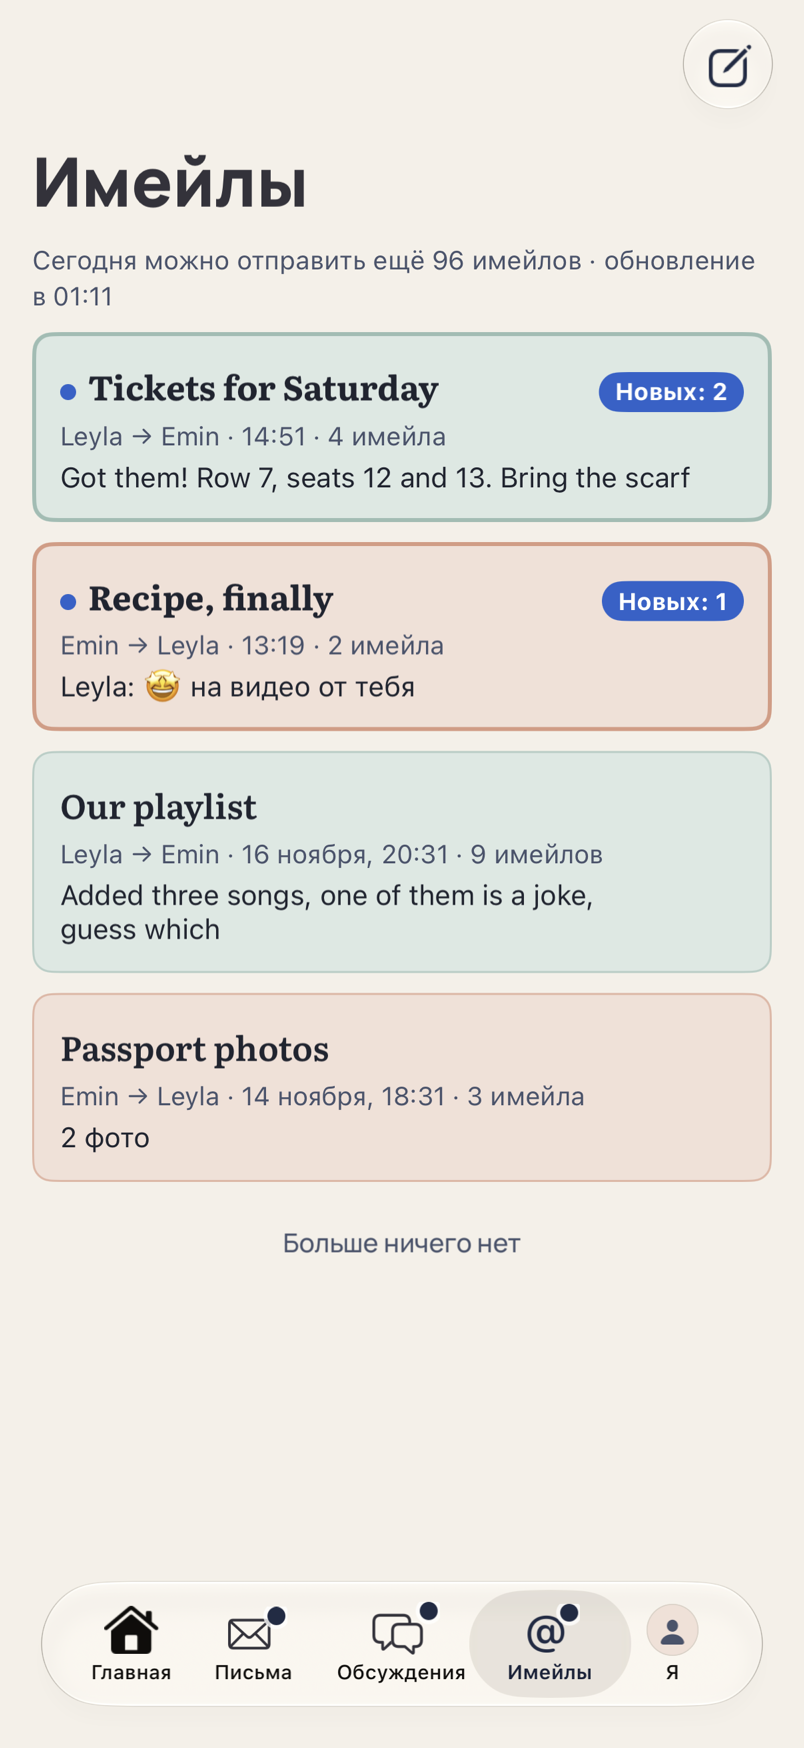 Имейлы
Сегодня можно отправить ещё 96 имейлов · обновление
в 01:11
Tickets for Saturday
Новых: 2
Leyla → Emin · 14:51 · 4 имейла
Got them! Row 7, seats 12 and 13. Bring the scarf
Recipe, finally
Новых: 1
Emin → Leyla · 13:19 · 2 имейла
Leyla: 🤩 на видео от тебя
Our playlist
Leyla → Emin · 16 ноября, 20:31 · 9 имейлов
Added three songs, one of them is a joke,
guess which
Passport photos
Emin → Leyla · 14 ноября, 18:31 · 3 имейла
2 фото
Больше ничего нет
Главная
Письма
Обсуждения
Имейлы
Я